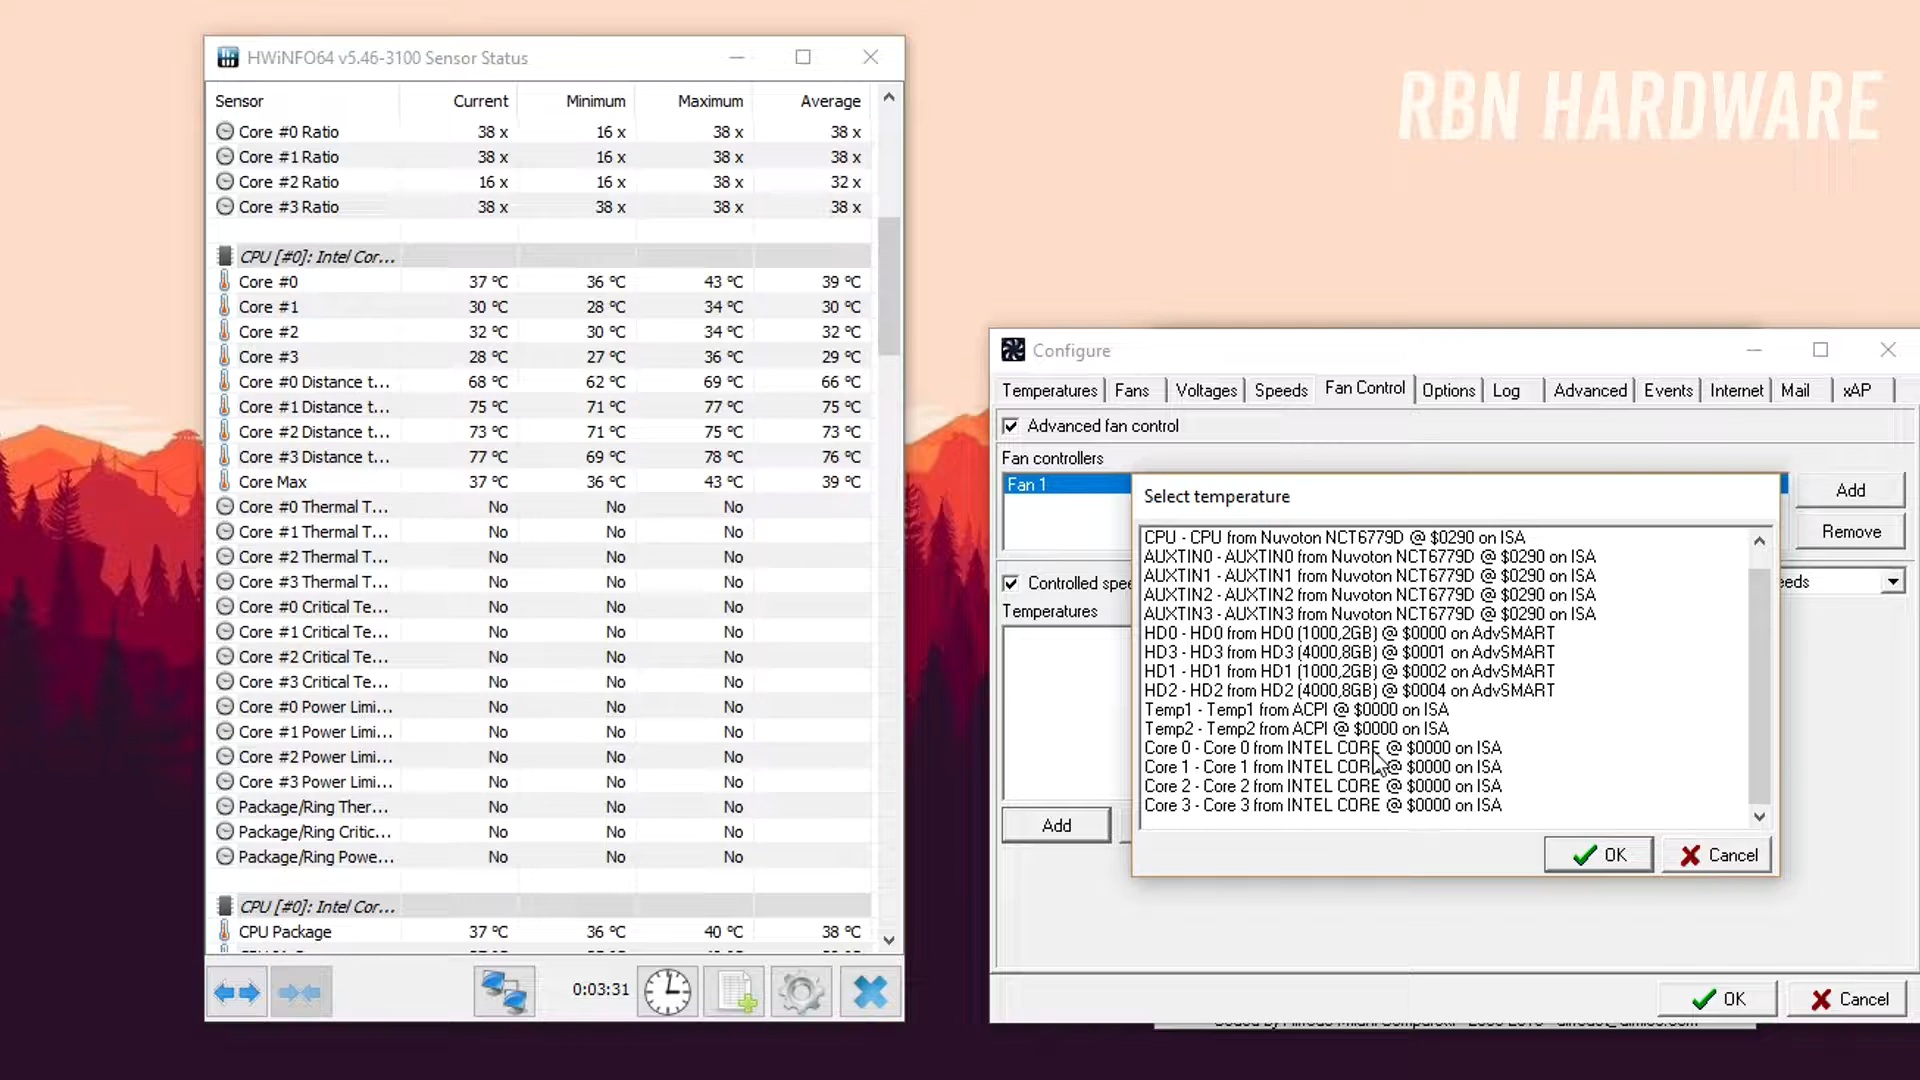 RBN HARDWARE
HWiNFO64 v5.46-3100 Sensor Status
Sensor Current Minimum Maximum Average
Core #0 Ratio 38 x 16 x 38 x 38 x
Core #1 Ratio 38 x 16 x 38 x 38 x
Core #2 Ratio 16 x 16 x 38 x 32 x
Core #3 Ratio 38 x 38 x 38 x 38 x
CPU [#0]: Intel Cor...
Core #0 37 °C 36 °C 43 °C 39 °C
Core #1 30 °C 28 °C 34 °C 30 °C
Core #2 32 °C 30 °C 34 °C 32 °C
Core #3 28 °C 27 °C 36 °C 29 °C
Core #0 Distance t... 68 °C 62 °C 69 °C 66 °C
Core #1 Distance t... 75 °C 71 °C 77 °C 75 °C
Core #2 Distance t... 73 °C 71 °C 75 °C 73 °C
Core #3 Distance t... 77 °C 69 °C 78 °C 76 °C
Core Max 37 °C 36 °C 43 °C 39 °C
Core #0 Thermal T... No No No
Core #1 Thermal T... No No No
Core #2 Thermal T... No No No
Core #3 Thermal T... No No No
Core #0 Critical Te... No No No
Core #1 Critical Te... No No No
Core #2 Critical Te... No No No
Core #3 Critical Te... No No No
Core #0 Power Limi... No No No
Core #1 Power Limi... No No No
Core #2 Power Limi... No No No
Core #3 Power Limi... No No No
Package/Ring Ther... No No No
Package/Ring Critic... No No No
Package/Ring Powe... No No No
CPU [#0]: Intel Cor...
CPU Package 37 °C 36 °C 40 °C 38 °C
0:03:31
Configure
Temperatures Fans Voltages Speeds Fan Control Options Log Advanced Events Internet Mail xAP
Advanced fan control
Fan controllers
Fan 1
Add
Remove
Controlled spee
eeds
Temperatures
Add
Select temperature
CPU - CPU from Nuvoton NCT6779D @ $0290 on ISA
AUXTIN0 - AUXTIN0 from Nuvoton NCT6779D @ $0290 on ISA
AUXTIN1 - AUXTIN1 from Nuvoton NCT6779D @ $0290 on ISA
AUXTIN2 - AUXTIN2 from Nuvoton NCT6779D @ $0290 on ISA
AUXTIN3 - AUXTIN3 from Nuvoton NCT6779D @ $0290 on ISA
HD0 - HD0 from HD0 (1000,2GB) @ $0000 on AdvSMART
HD3 - HD3 from HD3 (4000,8GB) @ $0001 on AdvSMART
HD1 - HD1 from HD1 (1000,2GB) @ $0002 on AdvSMART
HD2 - HD2 from HD2 (4000,8GB) @ $0004 on AdvSMART
Temp1 - Temp1 from ACPI @ $0000 on ISA
Temp2 - Temp2 from ACPI @ $0000 on ISA
Core 0 - Core 0 from INTEL CORE @ $0000 on ISA
Core 1 - Core 1 from INTEL CORE @ $0000 on ISA
Core 2 - Core 2 from INTEL CORE @ $0000 on ISA
Core 3 - Core 3 from INTEL CORE @ $0000 on ISA
OK Cancel
OK Cancel